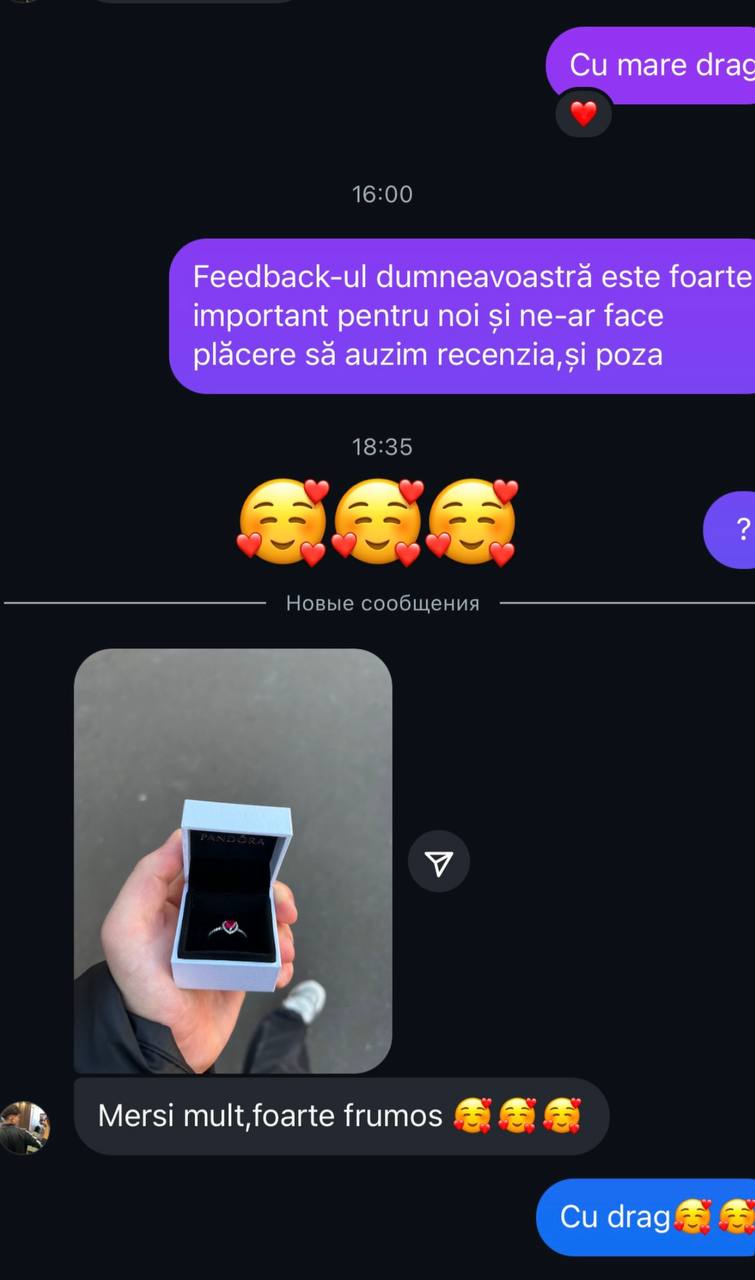 Cu mare drag
16:00
Feedback-ul dumneavoastră este foarte
important pentru noi și ne-ar face
plăcere să auzim recenzia,și poza
18:35
?
Новые сообщения
PANDORA
Mersi mult,foarte frumos
Cu drag